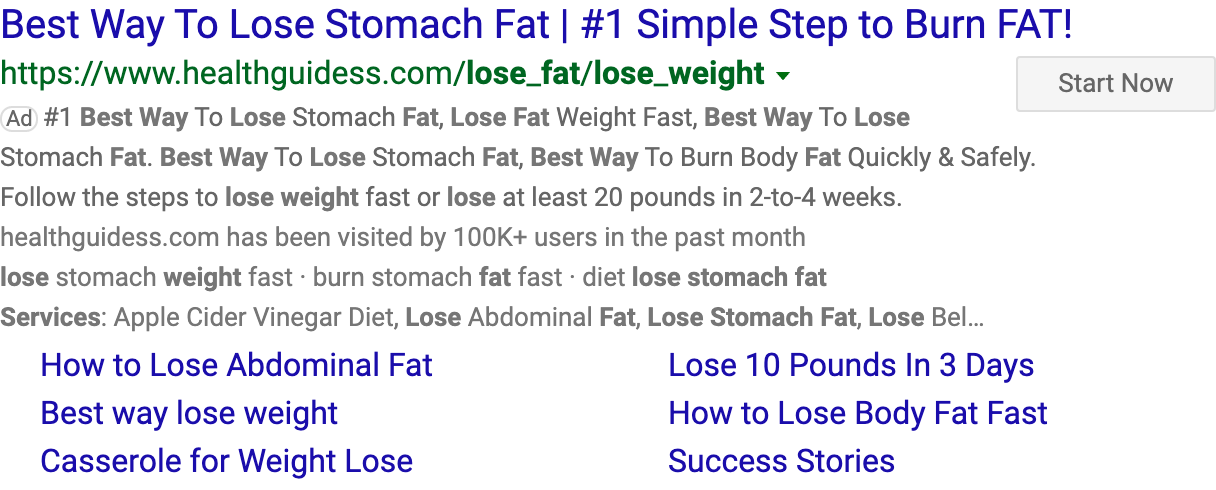 Best Way To Lose Stomach Fat | #1 Simple Step to Burn FAT!
https://www.healthguidess.com/lose_fat/lose_weight
Start Now
Ad #1 Best Way To Lose Stomach Fat, Lose Fat Weight Fast, Best Way To Lose
Stomach Fat. Best Way To Lose Stomach Fat, Best Way To Burn Body Fat Quickly & Safely.
Follow the steps to lose weight fast or lose at least 20 pounds in 2-to-4 weeks.
healthguidess.com has been visited by 100K+ users in the past month
lose stomach weight fast · burn stomach fat fast · diet lose stomach fat
Services: Apple Cider Vinegar Diet, Lose Abdominal Fat, Lose Stomach Fat, Lose Bel…
How to Lose Abdominal Fat
Lose 10 Pounds In 3 Days
Best way lose weight
How to Lose Body Fat Fast
Casserole for Weight Lose
Success Stories